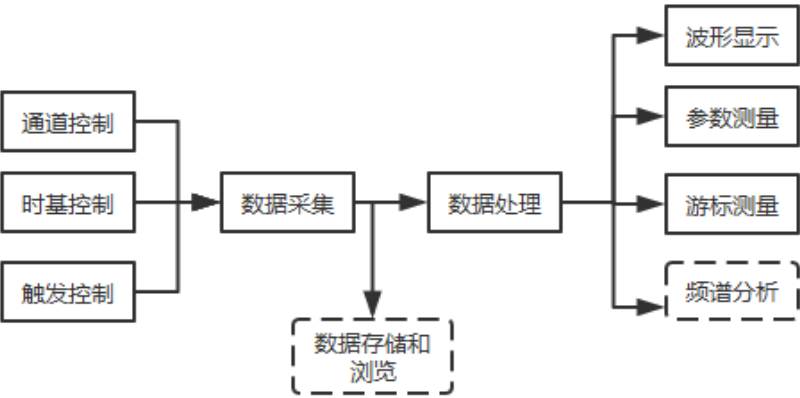 通道控制
时基控制
触发控制
数据采集
数据存储和
浏览
数据处理
波形显示
参数测量
游标测量
频谱分析